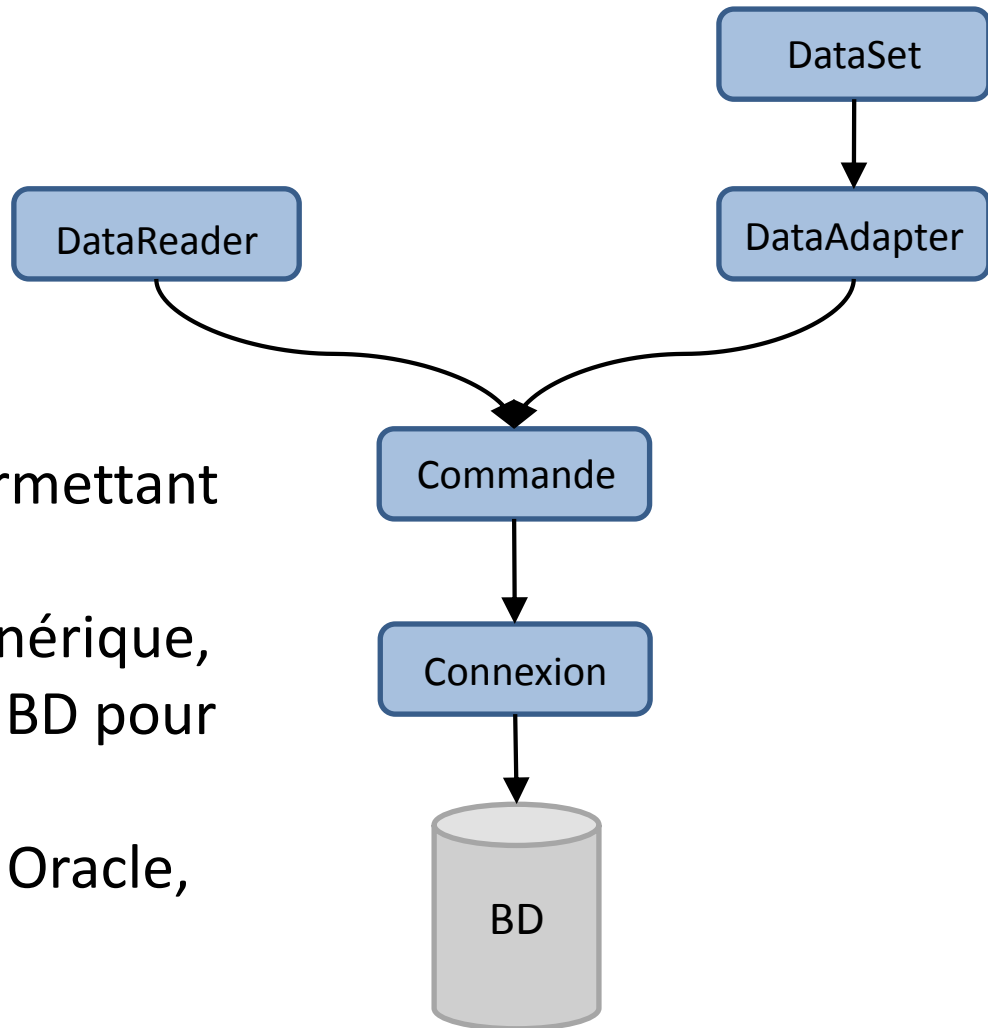 DataSet
DataReader
DataAdapter
Commande
rmettant
Connexion
nérique,
BD pour
Oracle,
BD